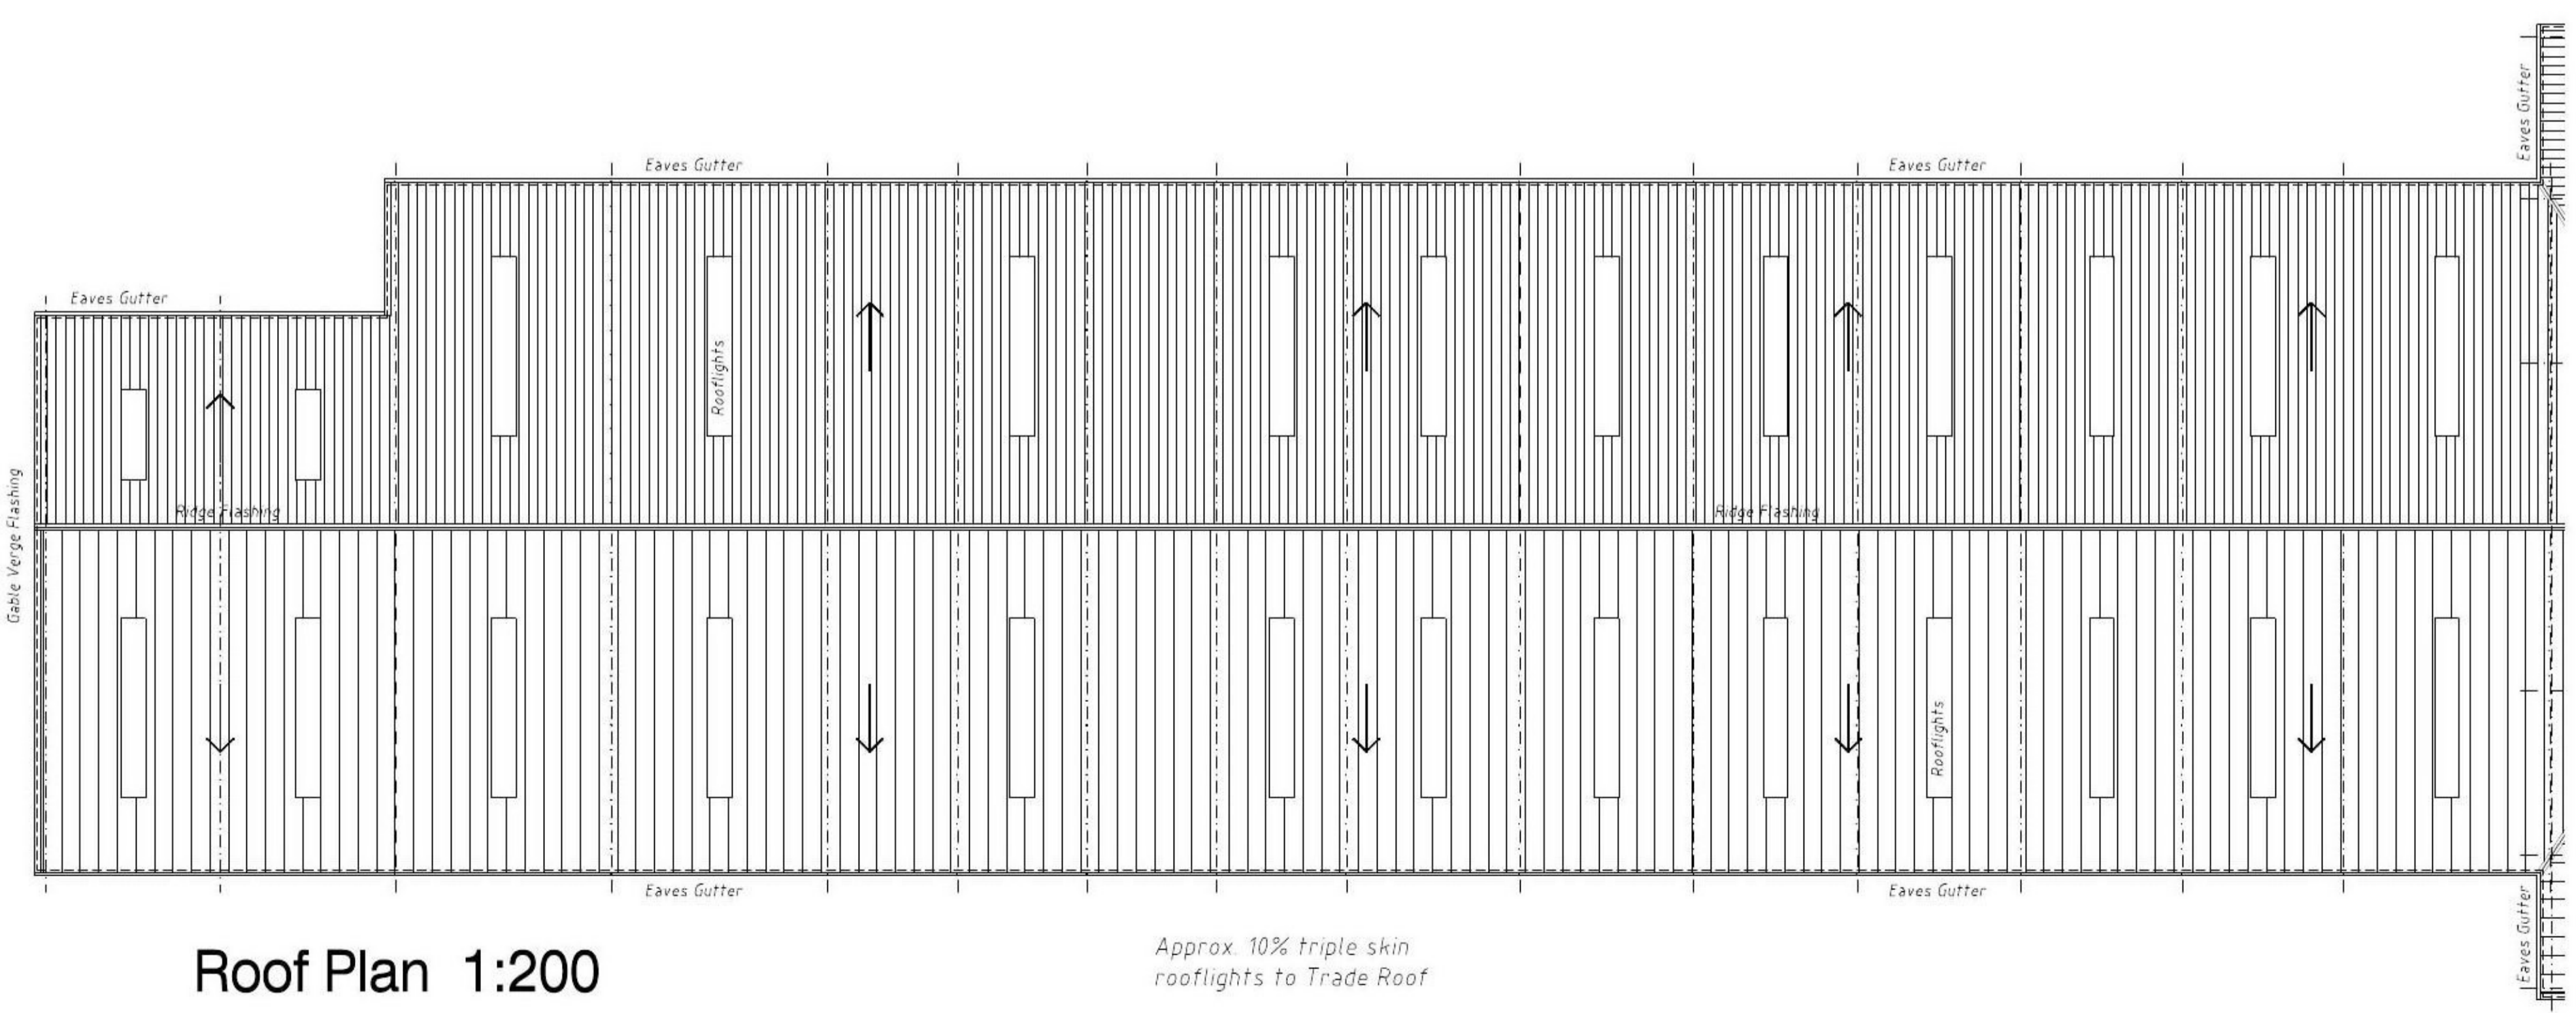 Eaves Gutter
Eaves Gutter
Eaves Gutter
Eaves Gutter
Rooflights
Gable Verge Flashing
Ridge Flashing
Ridge Flashing
Rooflights
Eaves Gutter
Eaves Gutter
Eaves Gutter
Approx. 10% triple skin
rooflights to Trade Roof
Roof Plan 1:200